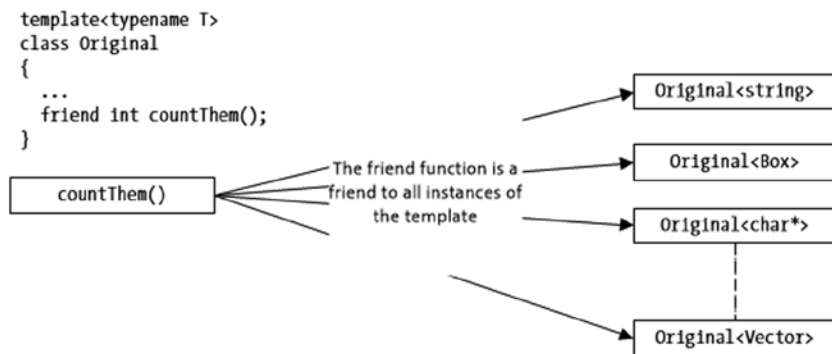 template<typename T>
class Original
{
...
friend int countThem();
}
countThem()
The friend function is a
friend to all instances of
the template
Original<string>
Original<Box>
Original<char*>
Original<Vector>